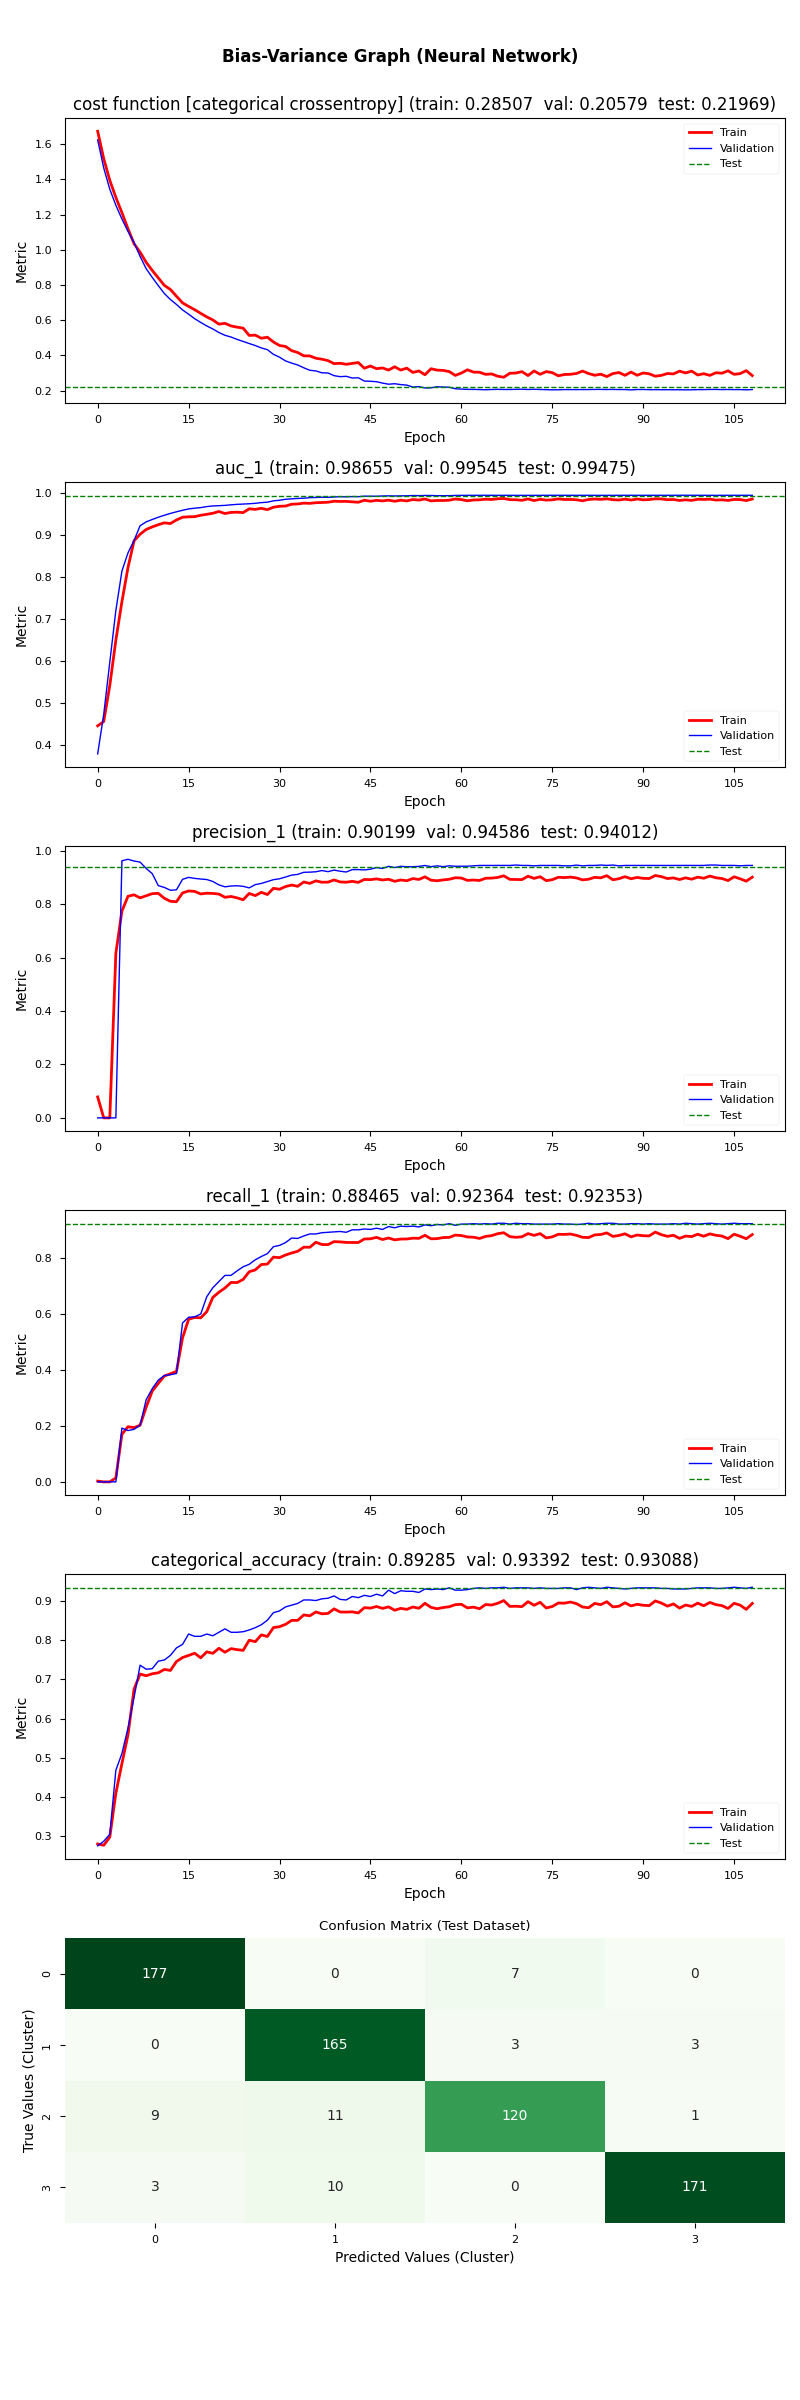 Bias-Variance Graph (Neural Network)
cost function [categorical crossentropy] (train: 0.28507  val: 0.20579  test: 0.21969)
Metric
1.6
1.4
1.2
1.0
0.8
0.6
0.4
0.2
Train
Validation
Test
0 15 30 45 60 75 90 105
Epoch
auc_1 (train: 0.98655  val: 0.99545  test: 0.99475)
Metric
1.0
0.9
0.8
0.7
0.6
0.5
0.4
Train
Validation
Test
0 15 30 45 60 75 90 105
Epoch
precision_1 (train: 0.90199  val: 0.94586  test: 0.94012)
Metric
1.0
0.8
0.6
0.4
0.2
0.0
Train
Validation
Test
0 15 30 45 60 75 90 105
Epoch
recall_1 (train: 0.88465  val: 0.92364  test: 0.92353)
Metric
0.8
0.6
0.4
0.2
0.0
Train
Validation
Test
0 15 30 45 60 75 90 105
Epoch
categorical_accuracy (train: 0.89285  val: 0.93392  test: 0.93088)
Metric
0.9
0.8
0.7
0.6
0.5
0.4
0.3
Train
Validation
Test
0 15 30 45 60 75 90 105
Epoch
Confusion Matrix (Test Dataset)
True Values (Cluster)
0 177 0 7 0
1 0 165 3 3
2 9 11 120 1
3 3 10 0 171
0 1 2 3
Predicted Values (Cluster)